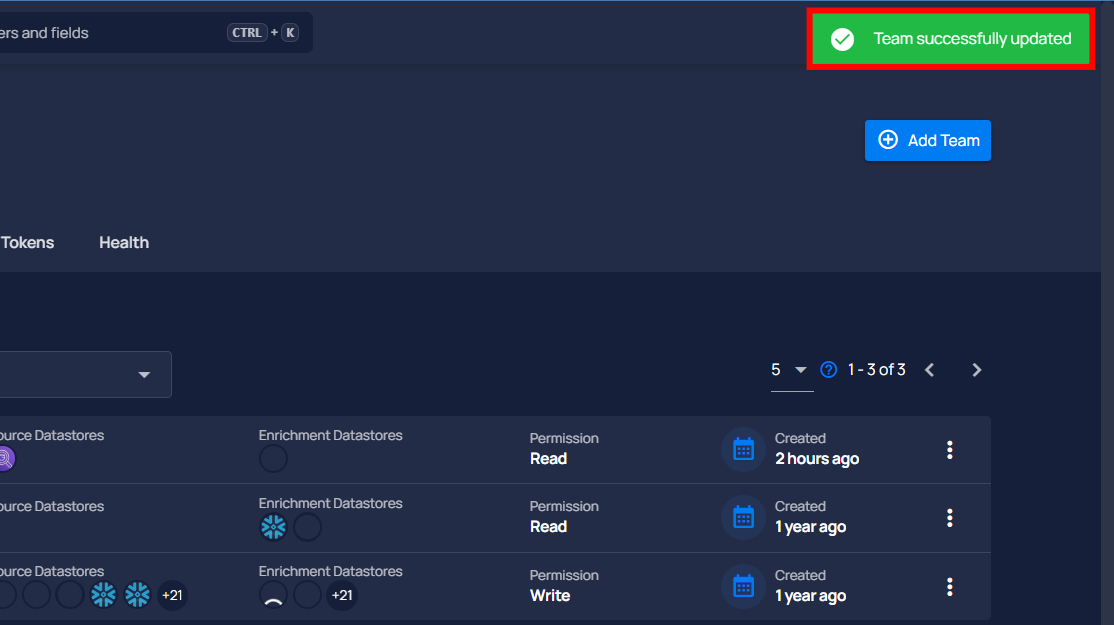 ers and fields
CTRL + K
Team successfully updated
Add Team
Tokens
Health
5
1 - 3 of 3
ource Datastores
Enrichment Datastores
Permission
Read
Created
2 hours ago
ource Datastores
Enrichment Datastores
Permission
Read
Created
1 year ago
ource Datastores
+21
Enrichment Datastores
+21
Permission
Write
Created
1 year ago